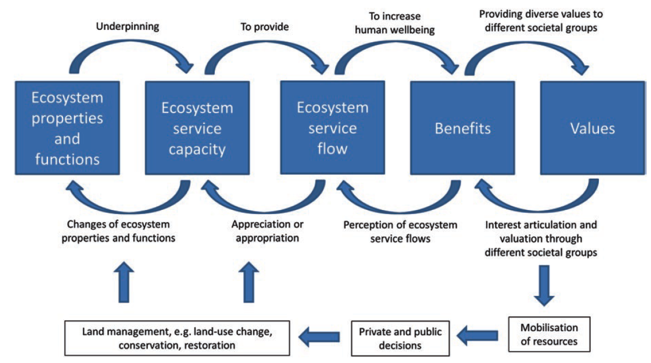 Underpinning
To provide
To increase
human wellbeing
Providing diverse values to
different societal groups
Ecosystem
properties
and
functions
Ecosystem
service
capacity
Ecosystem
service
flow
Benefits
Values
Changes of ecosystem
properties and functions
Appreciation or
appropriation
Perception of ecosystem
service flows
Interest articulation and
valuation through
different societal groups
Land management, e.g. land-use change,
conservation, restoration
Private and public
decisions
Mobilisation
of resources